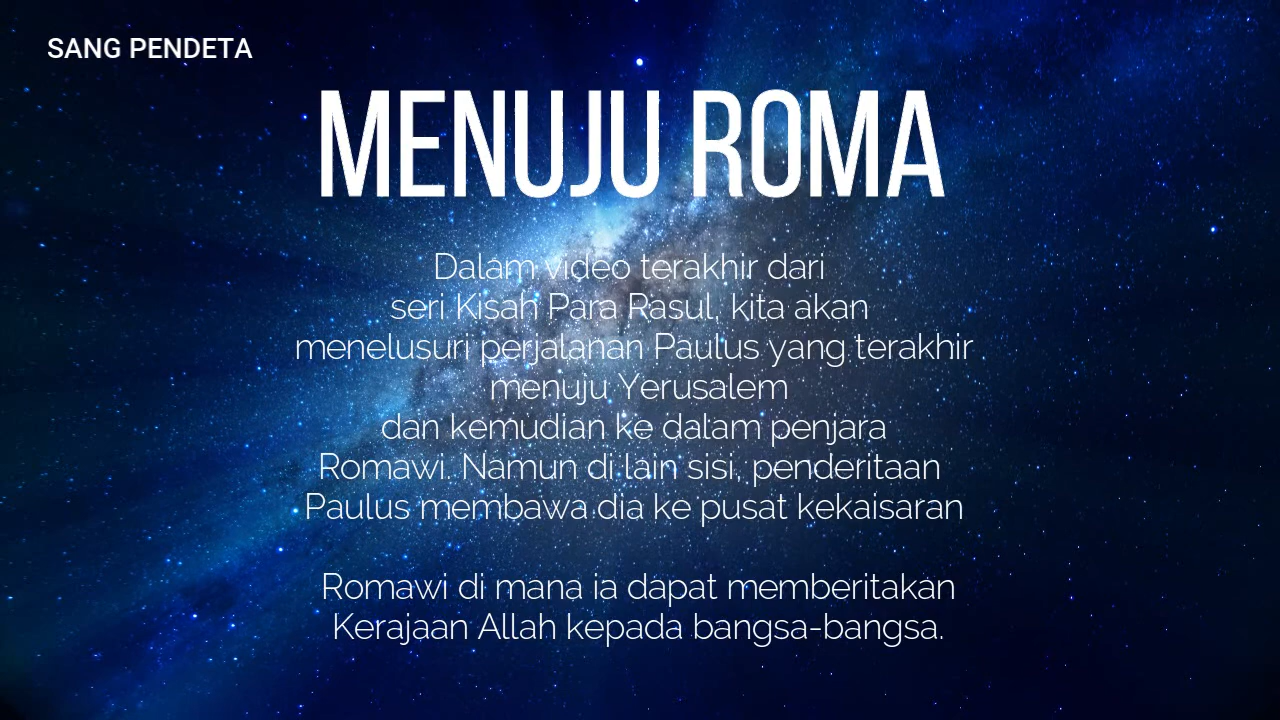 SANG PENDETA
MENUJU ROMA
Dalam video terakhir dari
seri Kisah Para Rasul, kita akan
menelusuri perjalanan Paulus yang terakhir
menuju Yerusalem
dan kemudian ke dalam penjara
Romawi. Namun di lain sisi, penderitaan
Paulus membawa dia ke pusat kekaisaran
Romawi di mana ia dapat memberitakan
Kerajaan Allah kepada bangsa-bangsa.